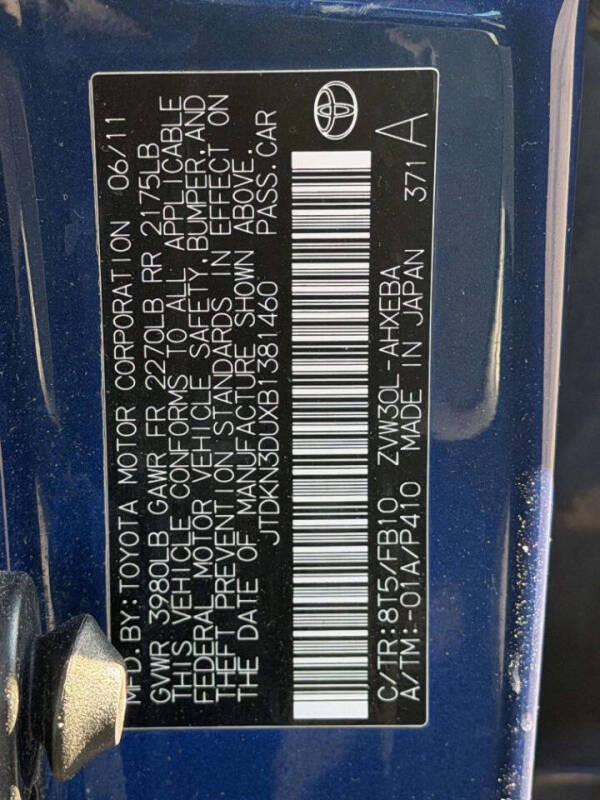 MFD.BY:TOYOTA MOTOR CORPORATION 06/11
GVWR 3980LB GAWR FR 2270LB RR 2175LB
THIS VEHICLE CONFORMS TO ALL APPLICABLE
FEDERAL MOTOR VEHICLE SAFETY,BUMPER,AND
THEFT PREVENTION STANDARDS IN EFFECT ON
THE DATE OF MANUFACTURE SHOWN ABOVE.
JTDKN3DUXB1381460 PASS.CAR
C/TR:8T5/FB10 ZVW30L-AHXEBA 371 A
A/TM:-01A/P410 MADE IN JAPAN